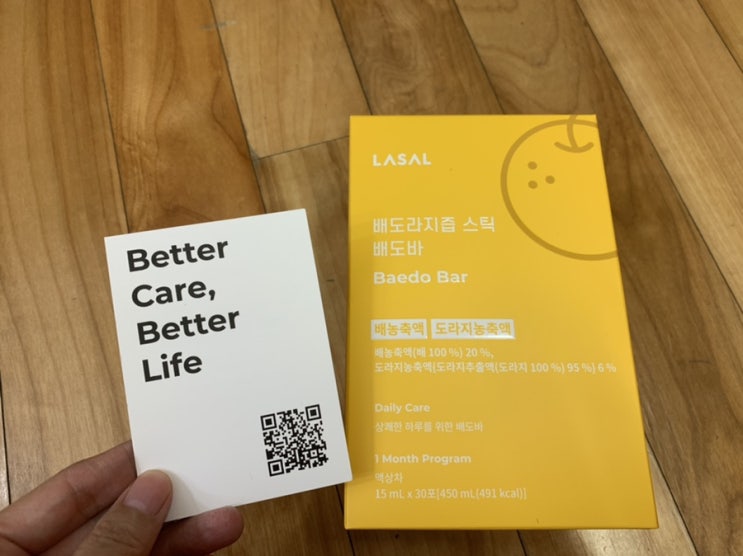 Better
Care,
Better
Life
LASAL
배도라지즙 스틱
배도바
Baedo Bar
배농축액 도라지농축액
배농축액(배 100 %) 20 %,
도라지농축액(도라지추출액(도라지 100 %) 95 %) 6 %
Daily Care
상쾌한 하루를 위한 배도바
1 Month Program
액상차
15 mL x 30포[450 mL(491 kcal)]